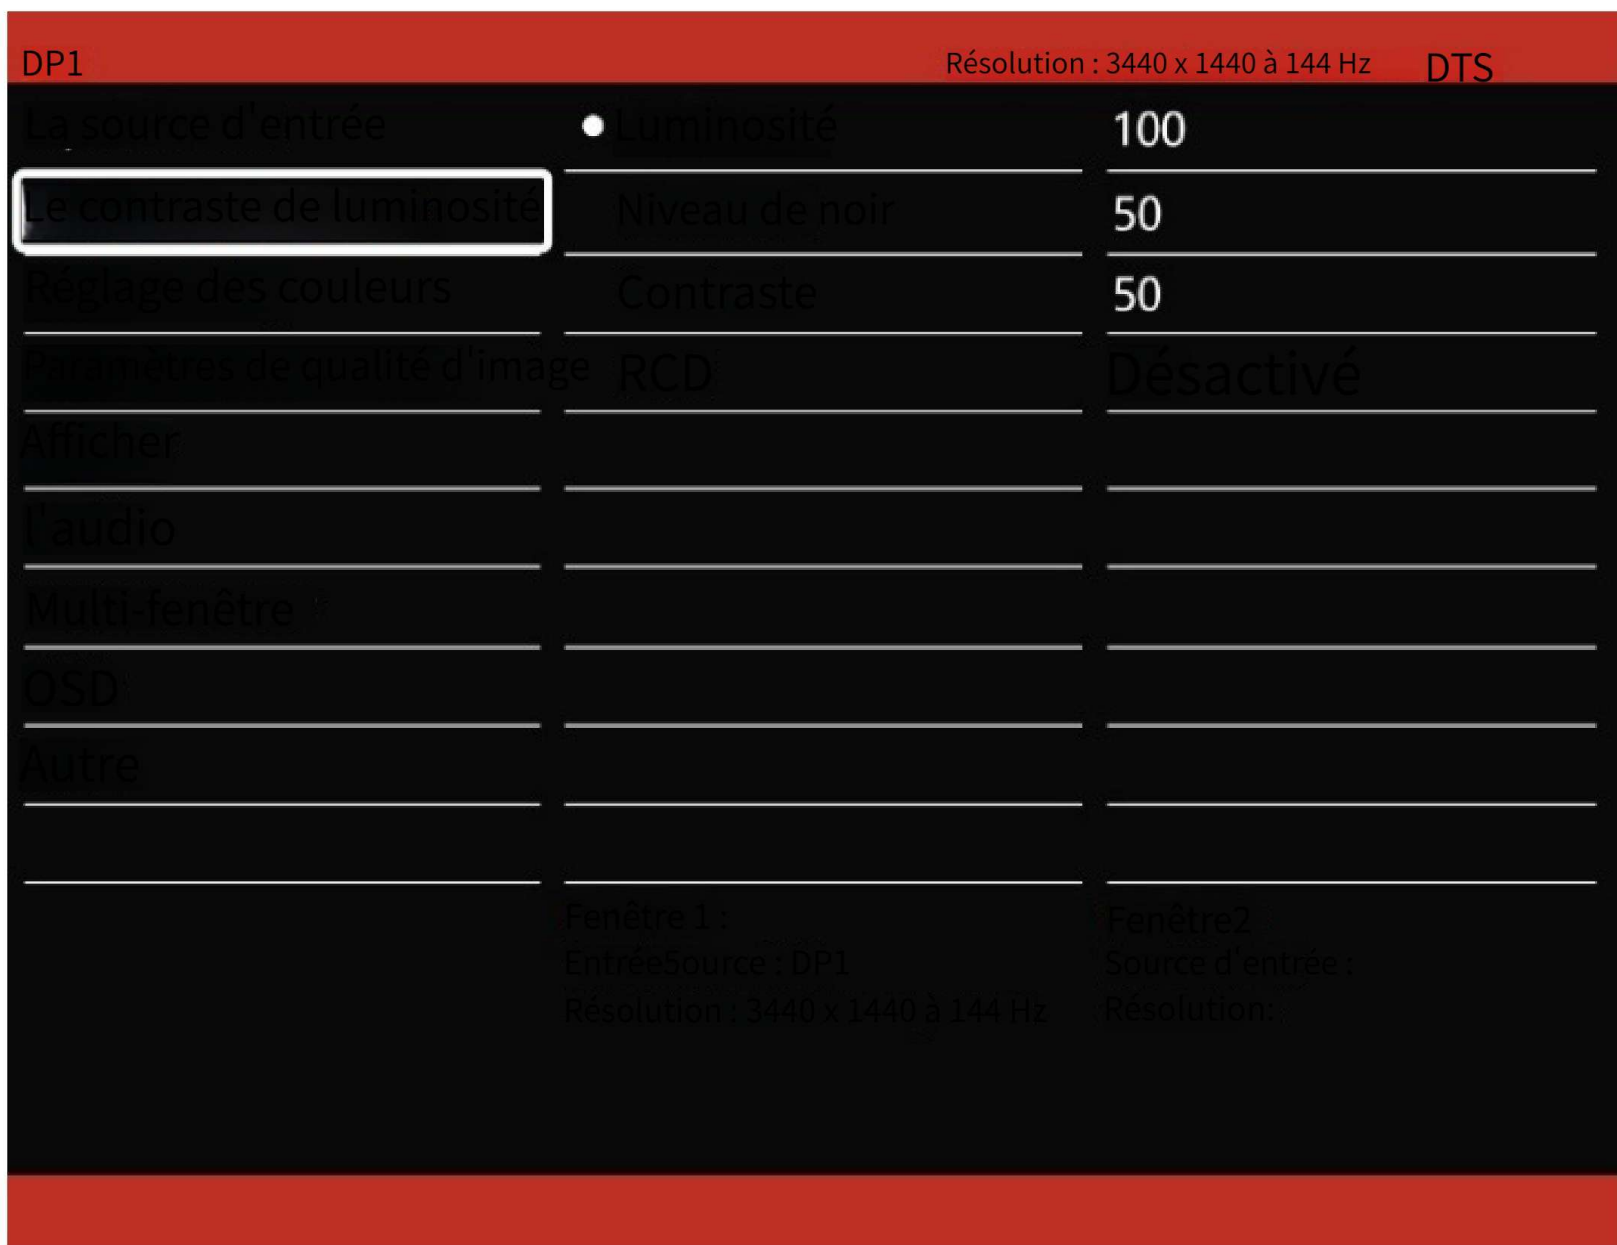 DP1
Résolution : 3440 x 1440 à 144 Hz
DTS
La source d'entrée
Luminosité
100
Le contraste de luminosité
Niveau de noir
50
Réglage des couleurs
Contraste
50
Paramètres de qualité d'image
RCD
Désactivé
Afficher
l'audio
Multi-fenêtre
OSD
Autre
Fenêtre 1 :
EntréeSource : DP1
Résolution : 3440 x 1440 à 144 Hz
Fenêtre2
Source d'entrée :
Résolution: